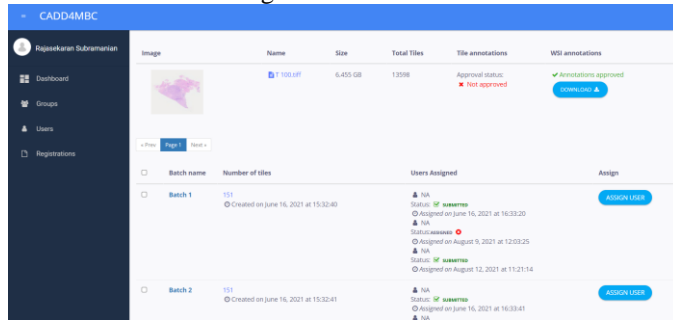 CADD4MBC
Rajasekaran Subramanian
Dashboard
Groups
Users
Registrations
Image Name Size Total Tiles Tile annotations WSI annotations
T 100.tiff 6.455 GB 13598 Approval status: Annotations approved
Not approved DOWNLOAD
« Prev Page 1 Next »
Batch name Number of tiles Users Assigned Assign
Batch 1 151 NA ASSIGN USER
Created on June 16, 2021 at 15:32:40 Status: SUBMITTED
Assigned on June 16, 2021 at 16:33:20
NA
Status: ASSIGNED
Assigned on August 9, 2021 at 12:03:25
NA
Status: SUBMITTED
Assigned on August 12, 2021 at 11:21:14
Batch 2 151 NA ASSIGN USER
Created on June 16, 2021 at 15:32:41 Status: SUBMITTED
Assigned on June 16, 2021 at 16:33:41
NA